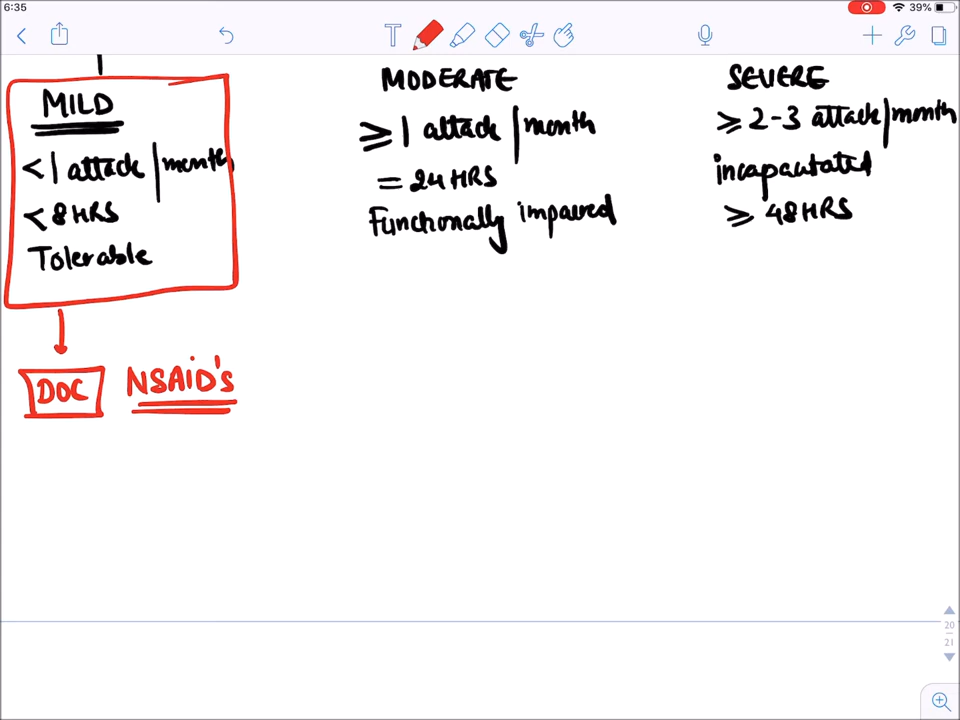 6:35
39%
T
MILD
< 1 attack / month
< 8 HRS
Tolerable
DOC NSAID's
MODERATE
≥ 1 attack / month
= 24 HRS
Functionally impaired
SEVERE
≥ 2-3 attack / month
incapacitated
≥ 48 HRS
20
21